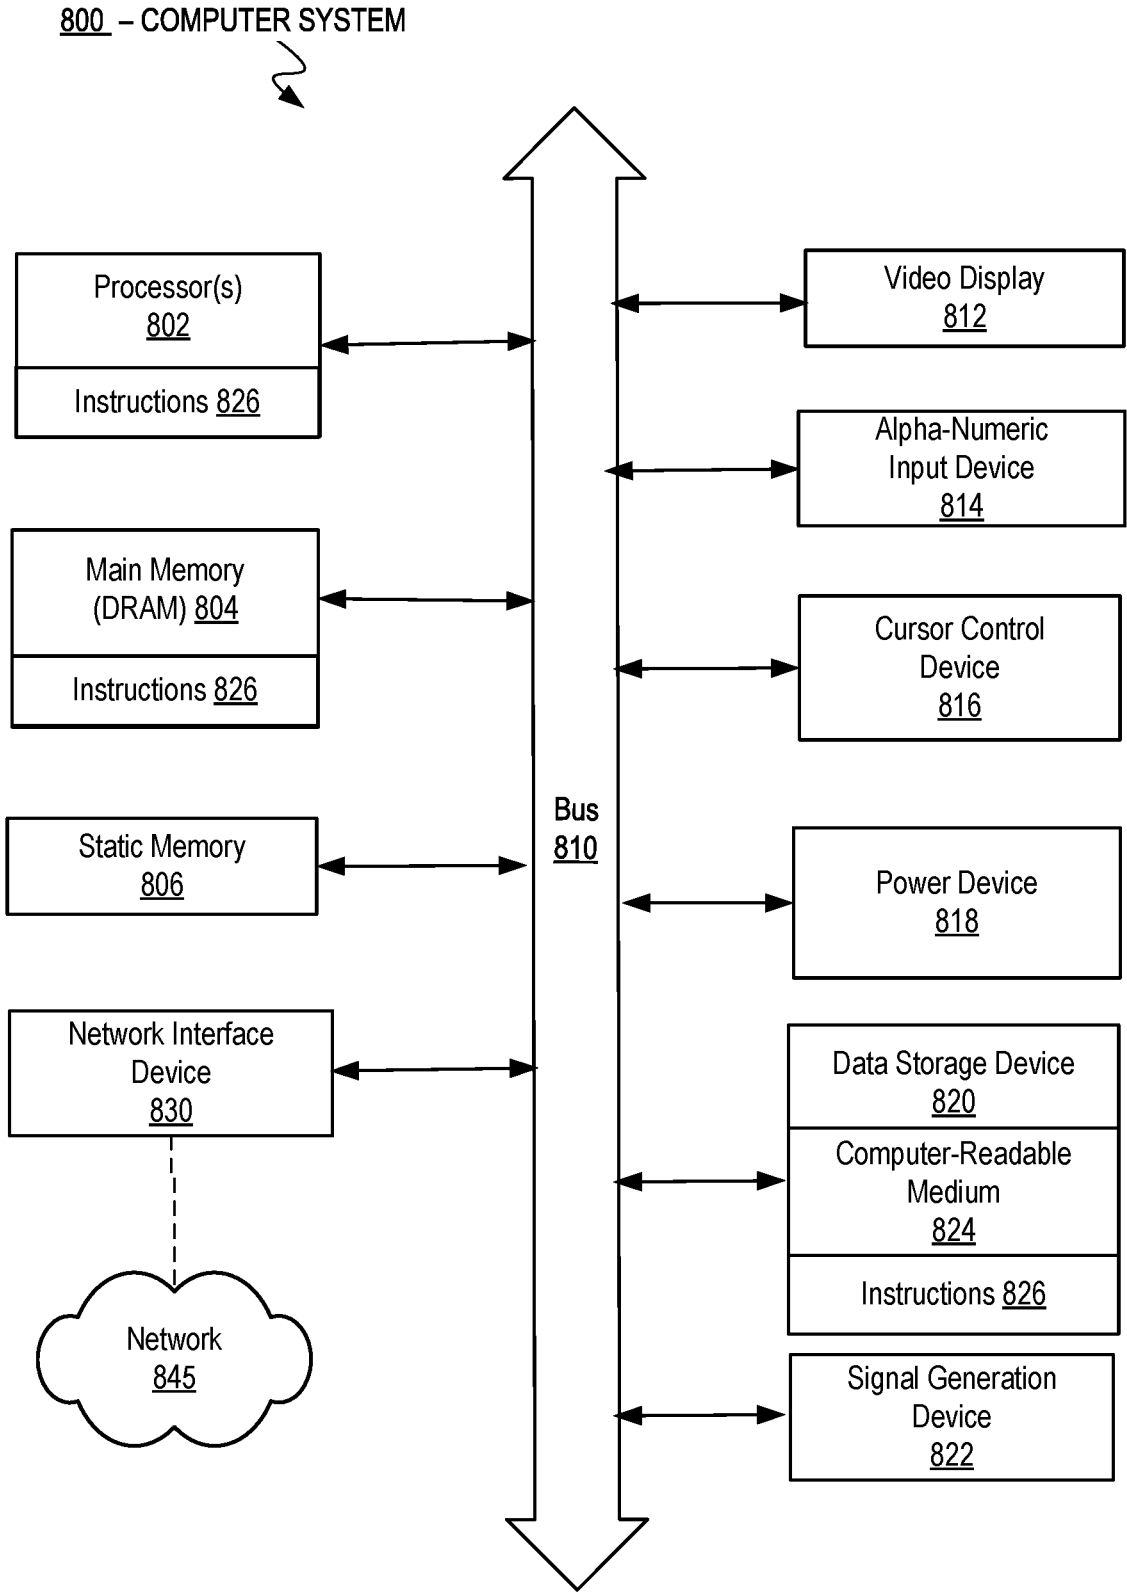 800 – COMPUTER SYSTEM
Processor(s)
802
Instructions 826
Main Memory
(DRAM) 804
Instructions 826
Static Memory
806
Network Interface
Device
830
Network
845
Bus
810
Video Display
812
Alpha-Numeric
Input Device
814
Cursor Control
Device
816
Power Device
818
Data Storage Device
820
Computer-Readable
Medium
824
Instructions 826
Signal Generation
Device
822